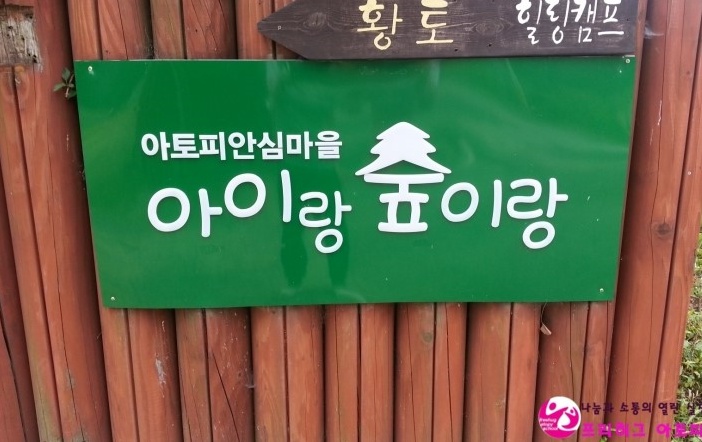 황토 힐링캠프
아토피안심마을
아이랑 숲이랑
나눔과 소통의 열린